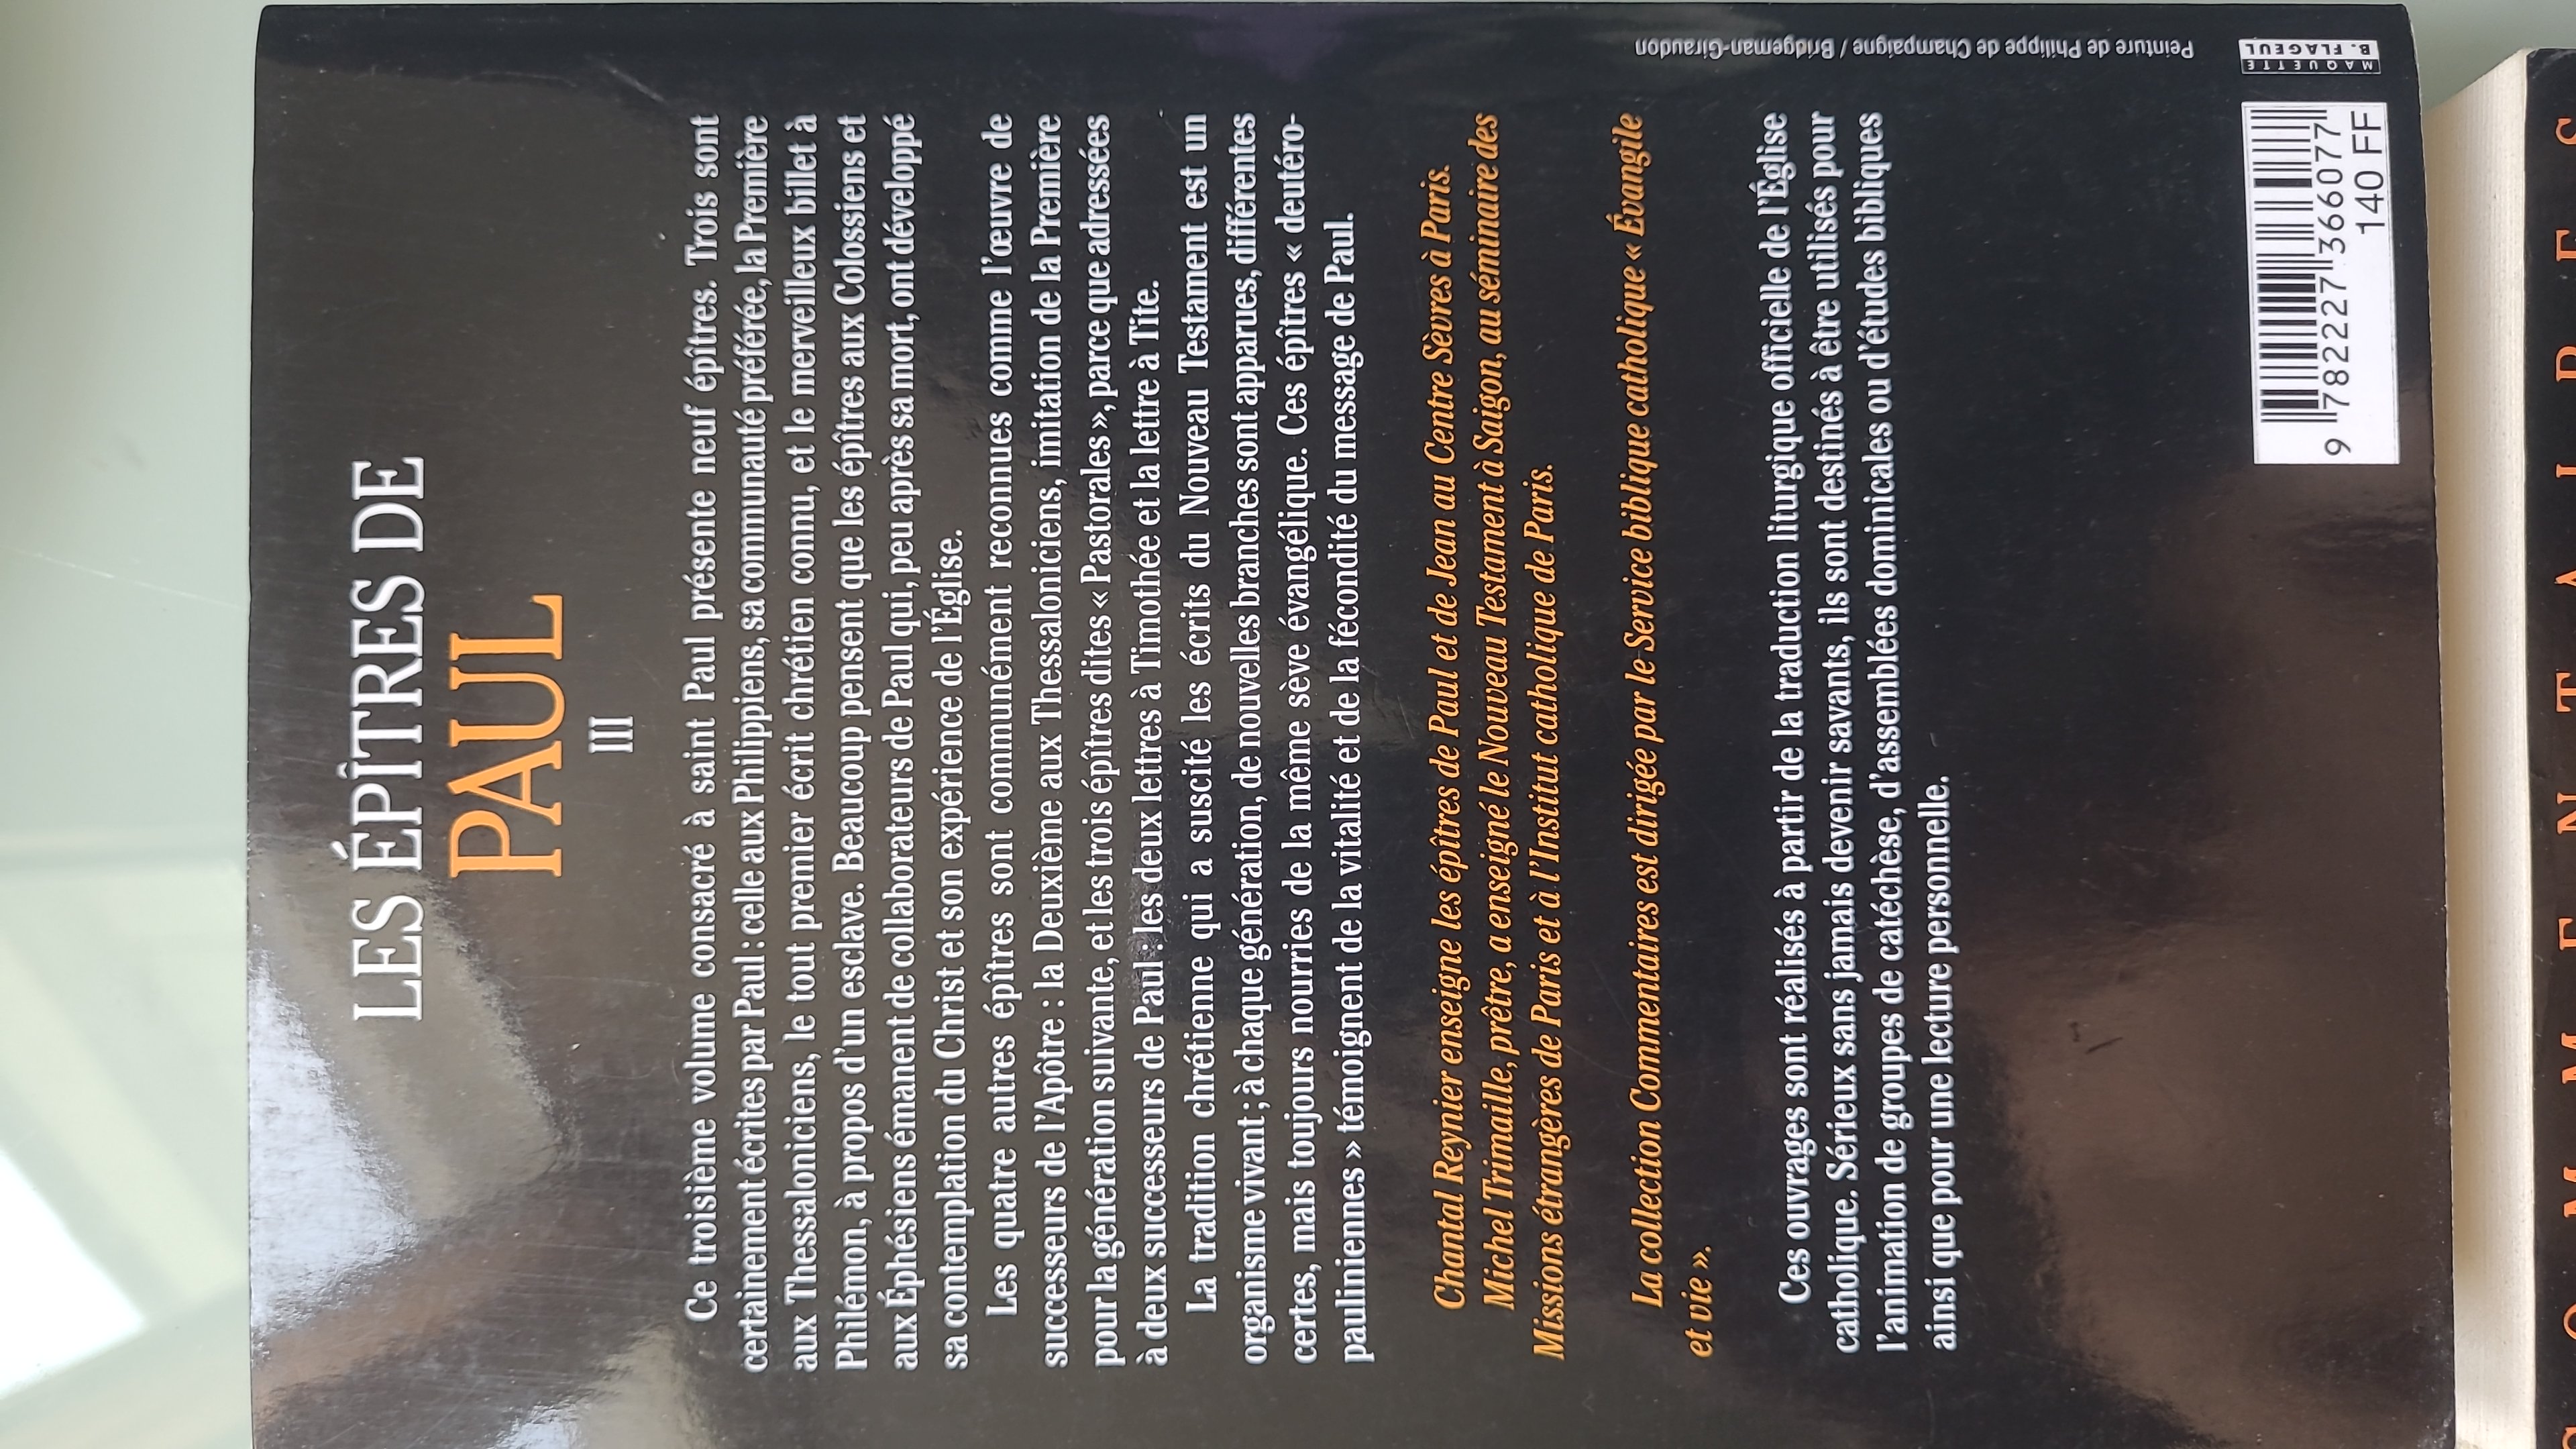 LES ÉPÎTRES DE
PAUL
III
Ce troisième volume consacré à saint Paul présente neuf épîtres. Trois sont
certainement écrites par Paul : celle aux Philippiens, sa communauté préférée, la Première
aux Thessaloniciens, le tout premier écrit chrétien connu, et le merveilleux billet à
Philémon, à propos d'un esclave. Beaucoup pensent que les épîtres aux Colossiens et
aux Éphésiens émanent de collaborateurs de Paul qui, peu après sa mort, ont développé
sa contemplation du Christ et son expérience de l'Église.
Les quatre autres épîtres sont communément reconnues comme l'œuvre de
successeurs de l'Apôtre : la Deuxième aux Thessaloniciens, imitation de la Première
pour la génération suivante, et les trois épîtres dites « Pastorales », parce que adressées
à deux successeurs de Paul : les deux lettres à Timothée et la lettre à Tite.
La tradition chrétienne qui a suscité les écrits du Nouveau Testament est un
organisme vivant ; à chaque génération, de nouvelles branches sont apparues, différentes
certes, mais toujours nourries de la même sève évangélique. Ces épîtres « deutéro-
pauliniennes » témoignent de la vitalité et de la fécondité du message de Paul.
Chantal Reynier enseigne les épîtres de Paul et de Jean au Centre Sèvres à Paris.
Michel Trimaille, prêtre, a enseigné le Nouveau Testament à Saigon, au séminaire des
Missions étrangères de Paris et à l'Institut catholique de Paris.
La collection Commentaires est dirigée par le Service biblique catholique « Évangile
et vie ».
Ces ouvrages sont réalisés à partir de la traduction liturgique officielle de l'Église
catholique. Sérieux sans jamais devenir savants, ils sont destinés à être utilisés pour
l'animation de groupes de catéchèse, d'assemblées dominicales ou d'études bibliques
ainsi que pour une lecture personnelle.
Peinture de Philippe de Champaigne / Bridgeman-Giraudon
MAQUETTE
B. FLAGEUL
9 782227 366077
140 FF
COMMENTAIRES